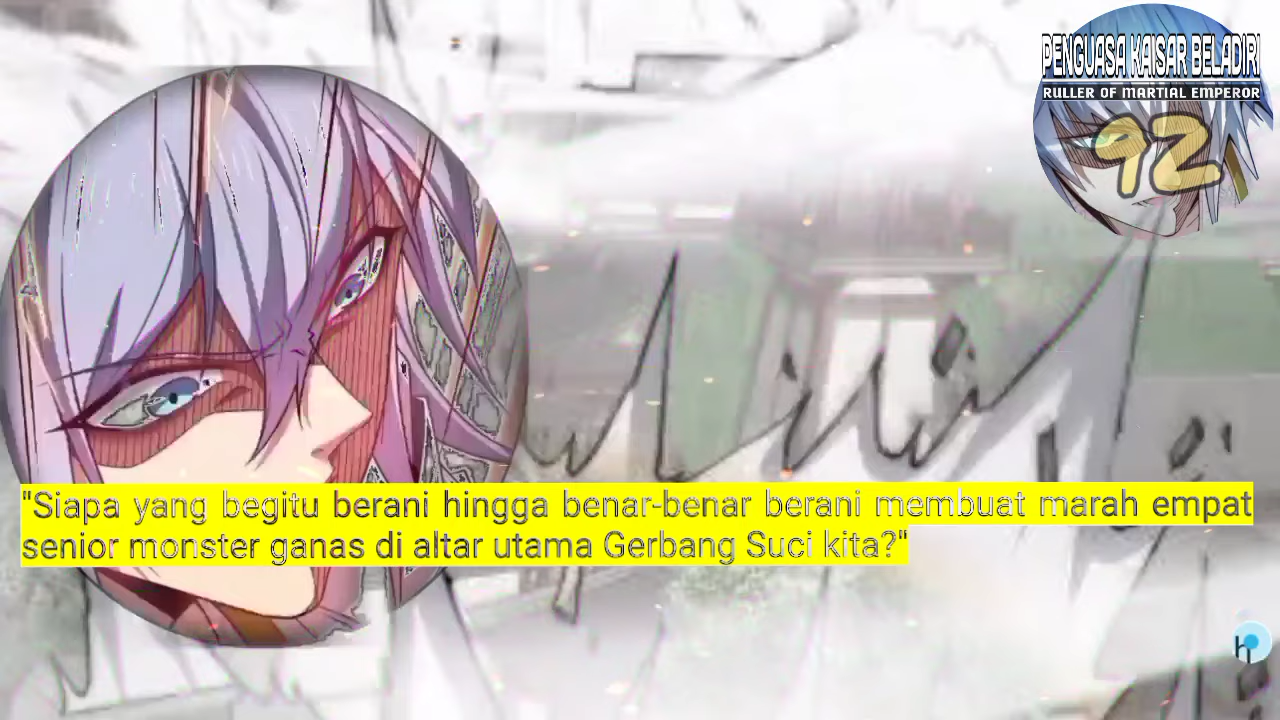 PENGUASA KAISAR BELADIRI
RULLER OF MARTIAL EMPEROR
92
"Siapa yang begitu berani hingga benar-benar berani membuat marah empat
senior monster ganas di altar utama Gerbang Suci kita?"